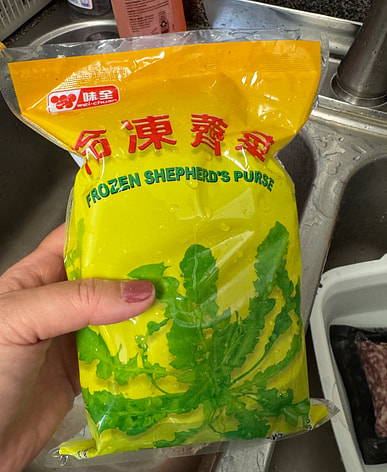 味全
wei-chuan
冷凍薺菜
FROZEN SHEPHERD'S PURSE